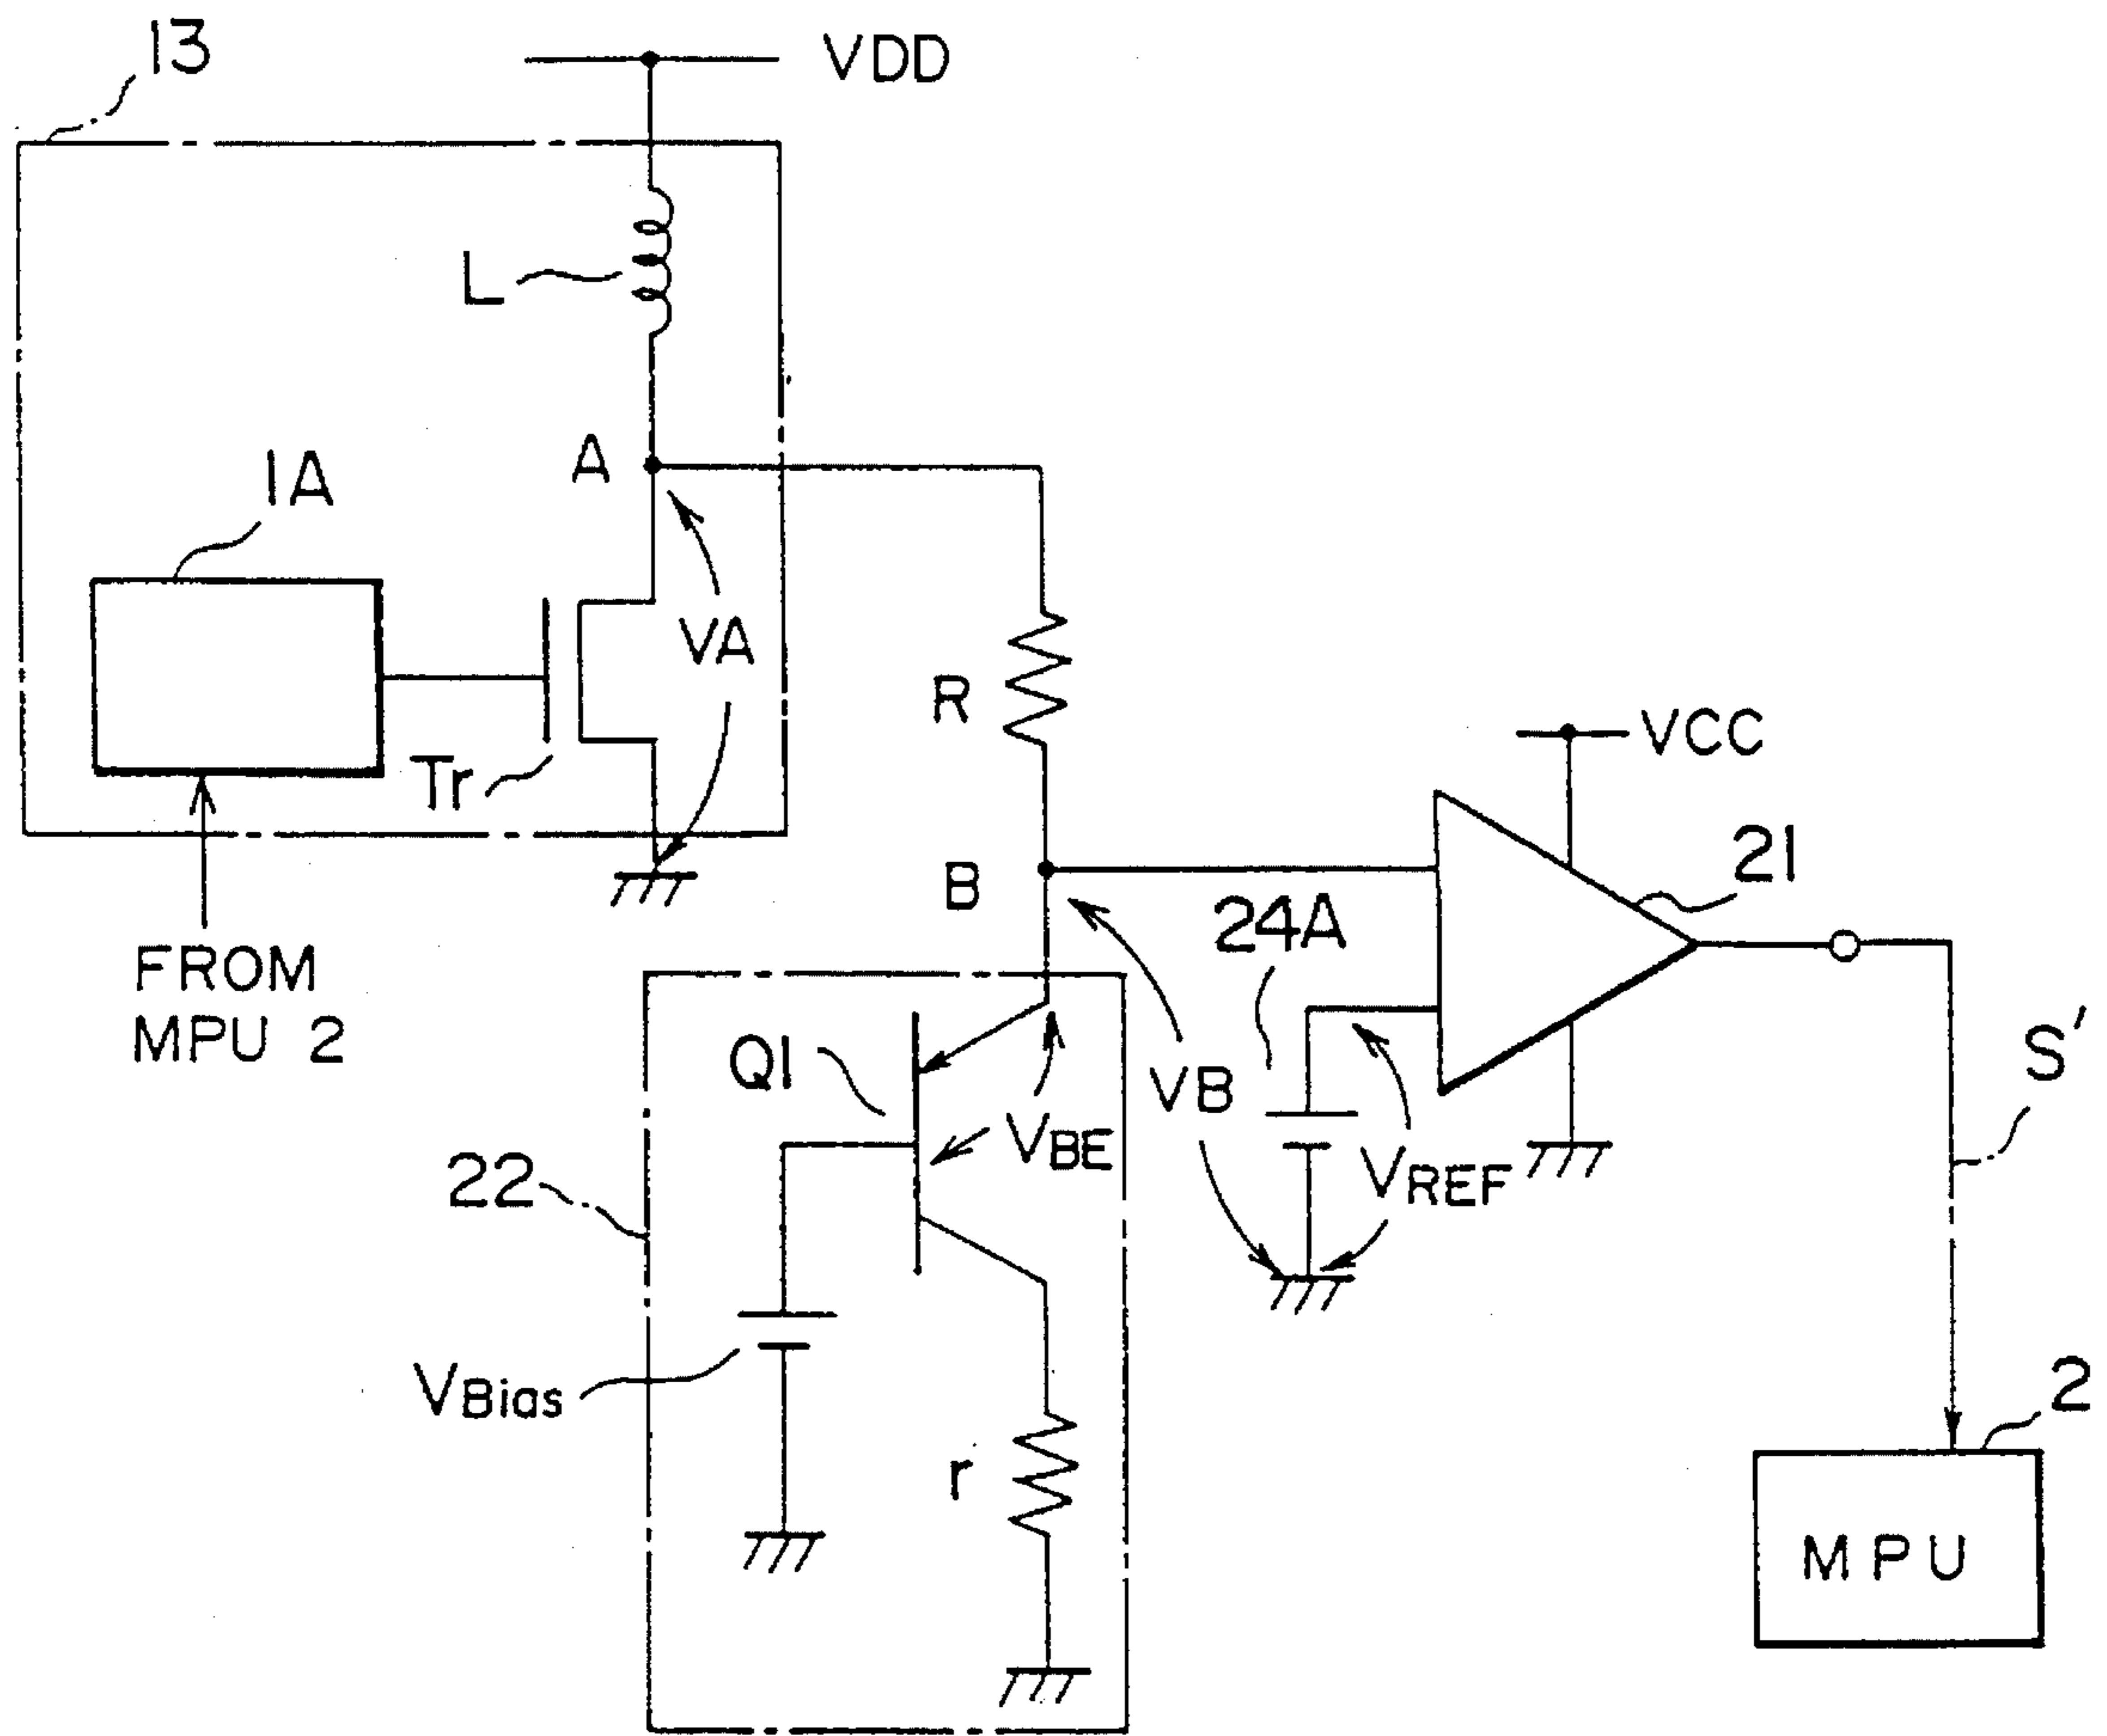 13
VDD
L
A
1A
VA
R
Tr
VCC
B
21
24A
FROM
MPU 2
Q1
VB
S'
VBE
22
VREF
VBias
2
r
MPU